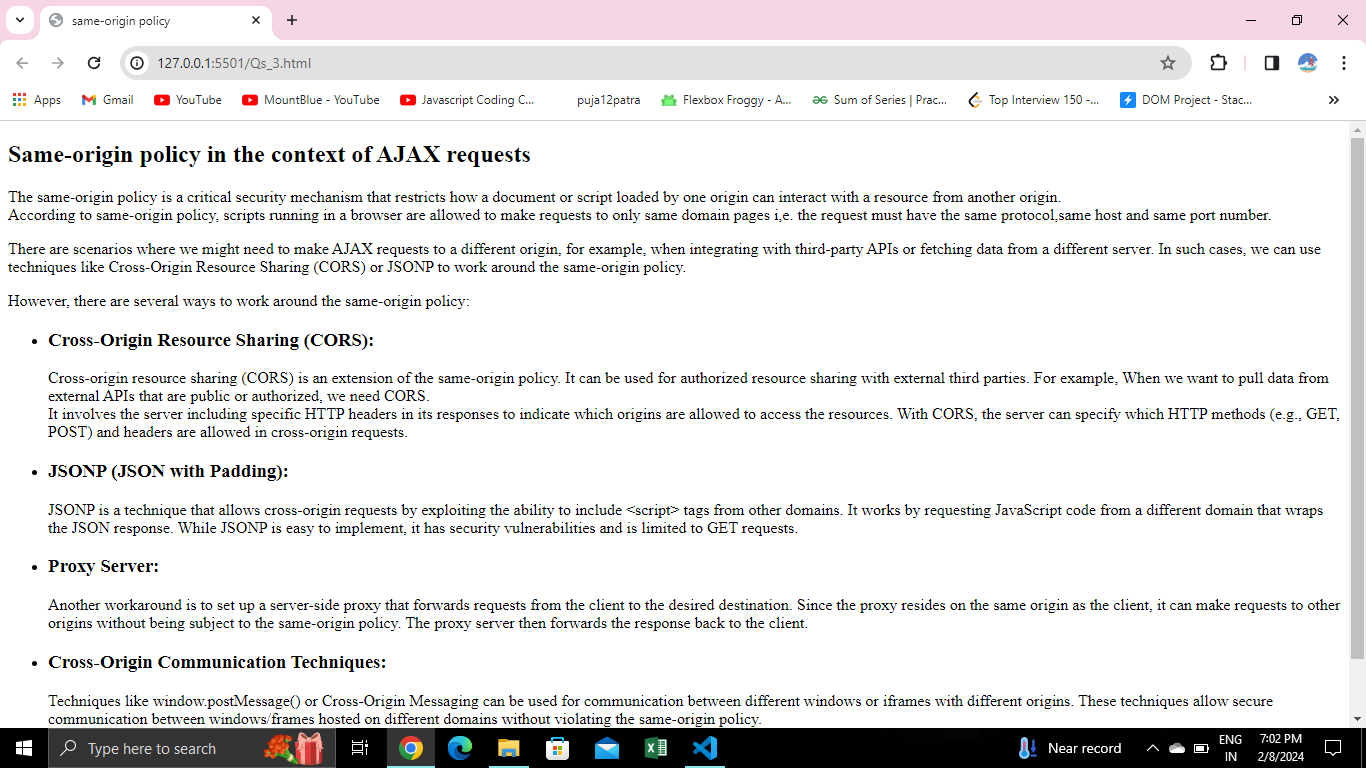 same-origin policy
127.0.0.1:5501/Qs_3.html
Apps
Gmail
YouTube
MountBlue - YouTube
Javascript Coding C...
puja12patra
Flexbox Froggy - A...
Sum of Series | Prac...
Top Interview 150 -...
DOM Project - Stac...
Same-origin policy in the context of AJAX requests
The same-origin policy is a critical security mechanism that restricts how a document or script loaded by one origin can interact with a resource from another origin.
According to same-origin policy, scripts running in a browser are allowed to make requests to only same domain pages i,e. the request must have the same protocol,same host and same port number.
There are scenarios where we might need to make AJAX requests to a different origin, for example, when integrating with third-party APIs or fetching data from a different server. In such cases, we can use
techniques like Cross-Origin Resource Sharing (CORS) or JSONP to work around the same-origin policy.
However, there are several ways to work around the same-origin policy:
• Cross-Origin Resource Sharing (CORS):
Cross-origin resource sharing (CORS) is an extension of the same-origin policy. It can be used for authorized resource sharing with external third parties. For example, When we want to pull data from
external APIs that are public or authorized, we need CORS.
It involves the server including specific HTTP headers in its responses to indicate which origins are allowed to access the resources. With CORS, the server can specify which HTTP methods (e.g., GET,
POST) and headers are allowed in cross-origin requests.
• JSONP (JSON with Padding):
JSONP is a technique that allows cross-origin requests by exploiting the ability to include <script> tags from other domains. It works by requesting JavaScript code from a different domain that wraps
the JSON response. While JSONP is easy to implement, it has security vulnerabilities and is limited to GET requests.
• Proxy Server:
Another workaround is to set up a server-side proxy that forwards requests from the client to the desired destination. Since the proxy resides on the same origin as the client, it can make requests to other
origins without being subject to the same-origin policy. The proxy server then forwards the response back to the client.
• Cross-Origin Communication Techniques:
Techniques like window.postMessage() or Cross-Origin Messaging can be used for communication between different windows or iframes with different origins. These techniques allow secure
communication between windows/frames hosted on different domains without violating the same-origin policy.
Type here to search
Near record
ENG
IN
7:02 PM
2/8/2024